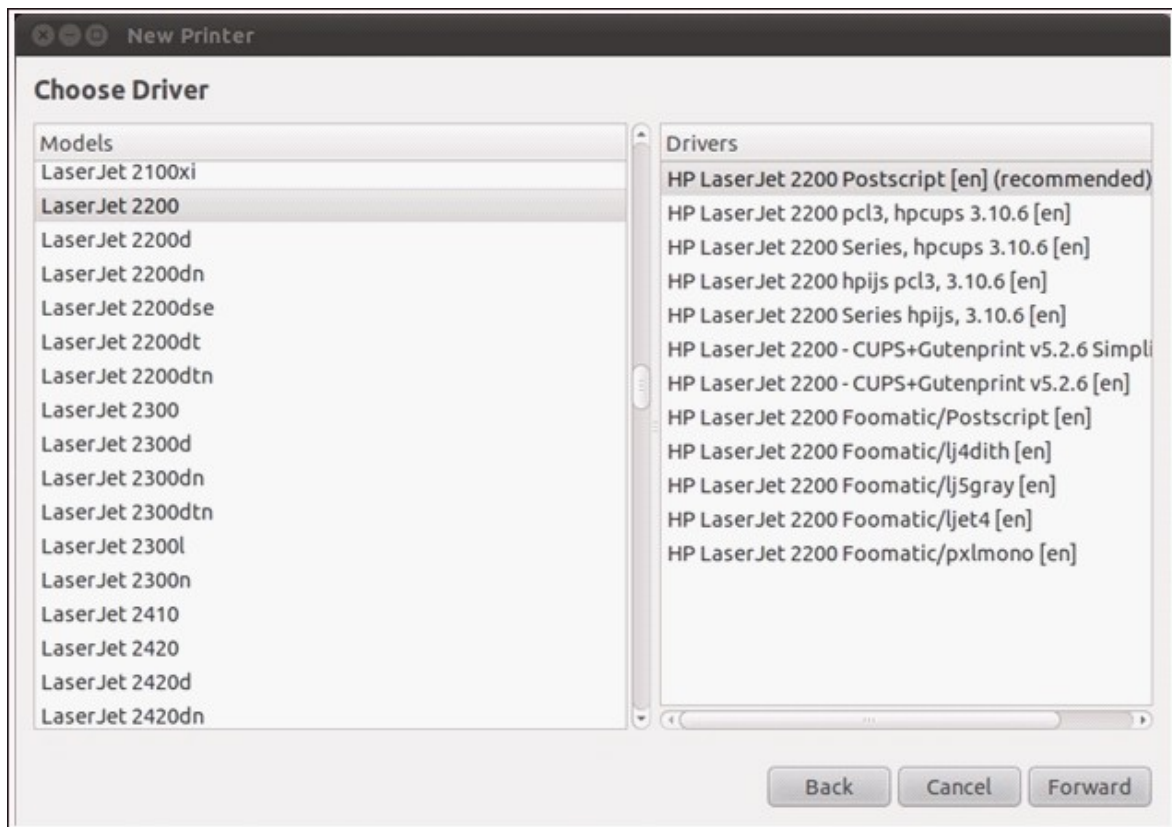 New Printer
Choose Driver
Models
LaserJet 2100xi
LaserJet 2200
LaserJet 2200d
LaserJet 2200dn
LaserJet 2200dse
LaserJet 2200dt
LaserJet 2200dtn
LaserJet 2300
LaserJet 2300d
LaserJet 2300dn
LaserJet 2300dtn
LaserJet 2300l
LaserJet 2300n
LaserJet 2410
LaserJet 2420
LaserJet 2420d
LaserJet 2420dn
Drivers
HP LaserJet 2200 Postscript [en] (recommended)
HP LaserJet 2200 pcl3, hpcups 3.10.6 [en]
HP LaserJet 2200 Series, hpcups 3.10.6 [en]
HP LaserJet 2200 hpijs pcl3, 3.10.6 [en]
HP LaserJet 2200 Series hpijs, 3.10.6 [en]
HP LaserJet 2200 - CUPS+Gutenprint v5.2.6 Simpli
HP LaserJet 2200 - CUPS+Gutenprint v5.2.6 [en]
HP LaserJet 2200 Foomatic/Postscript [en]
HP LaserJet 2200 Foomatic/lj4dith [en]
HP LaserJet 2200 Foomatic/lj5gray [en]
HP LaserJet 2200 Foomatic/ljet4 [en]
HP LaserJet 2200 Foomatic/pxlmono [en]
Back Cancel Forward